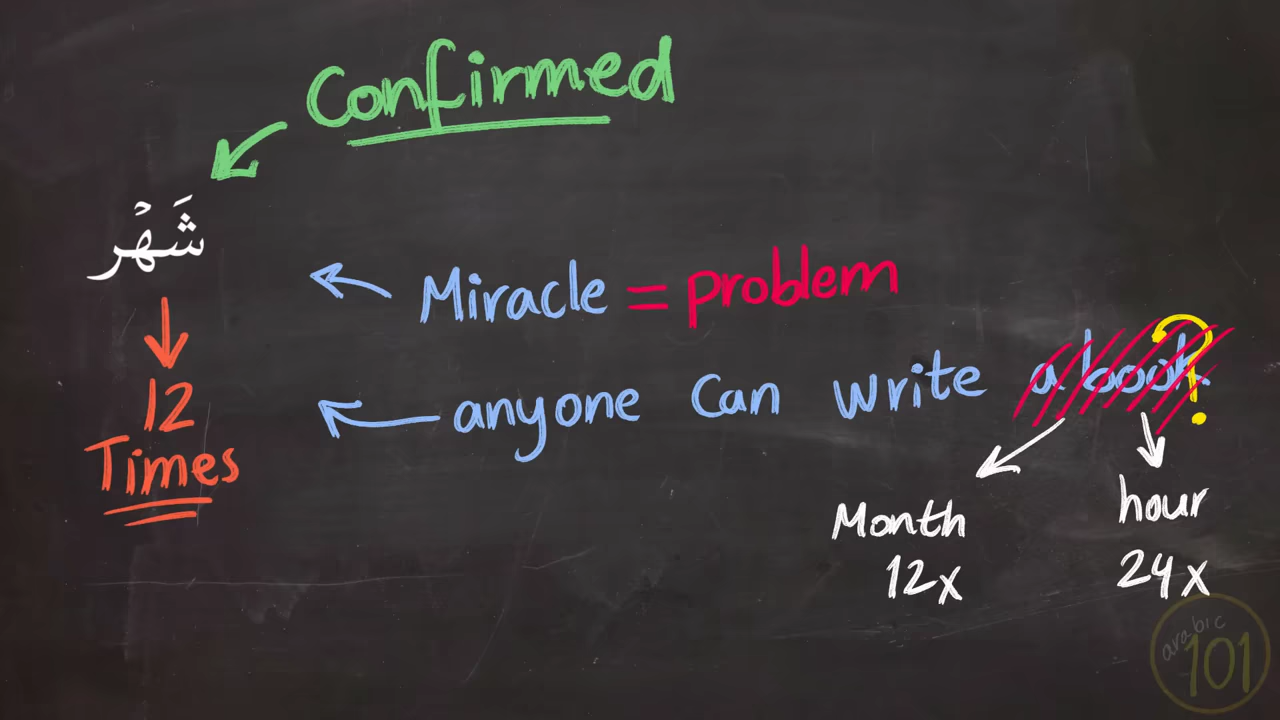 Confirmed
شَهْر
Miracle = problem
12
Times
anyone Can write a book?
Month
hour
12x
24x
arabic
101